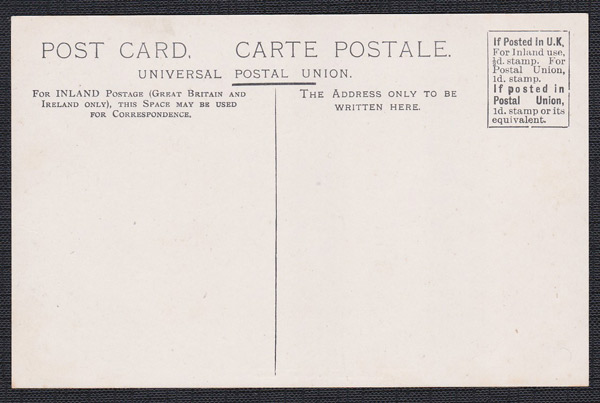 POST CARD. CARTE POSTALE.
UNIVERSAL POSTAL UNION.
FOR INLAND POSTAGE (GREAT BRITAIN AND
IRELAND ONLY), THIS SPACE MAY BE USED
FOR CORRESPONDENCE.
THE ADDRESS ONLY TO BE
WRITTEN HERE.
If Posted in U.K.
For Inland use,
½d. stamp. For
Postal Union,
1d. stamp.
If posted in
Postal Union,
1d. stamp or its
equivalent.